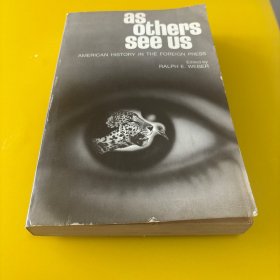 as
others
see us
AMERICAN HISTORY IN THE FOREIGN PRESS
Edited by
RALPH E. WEBER